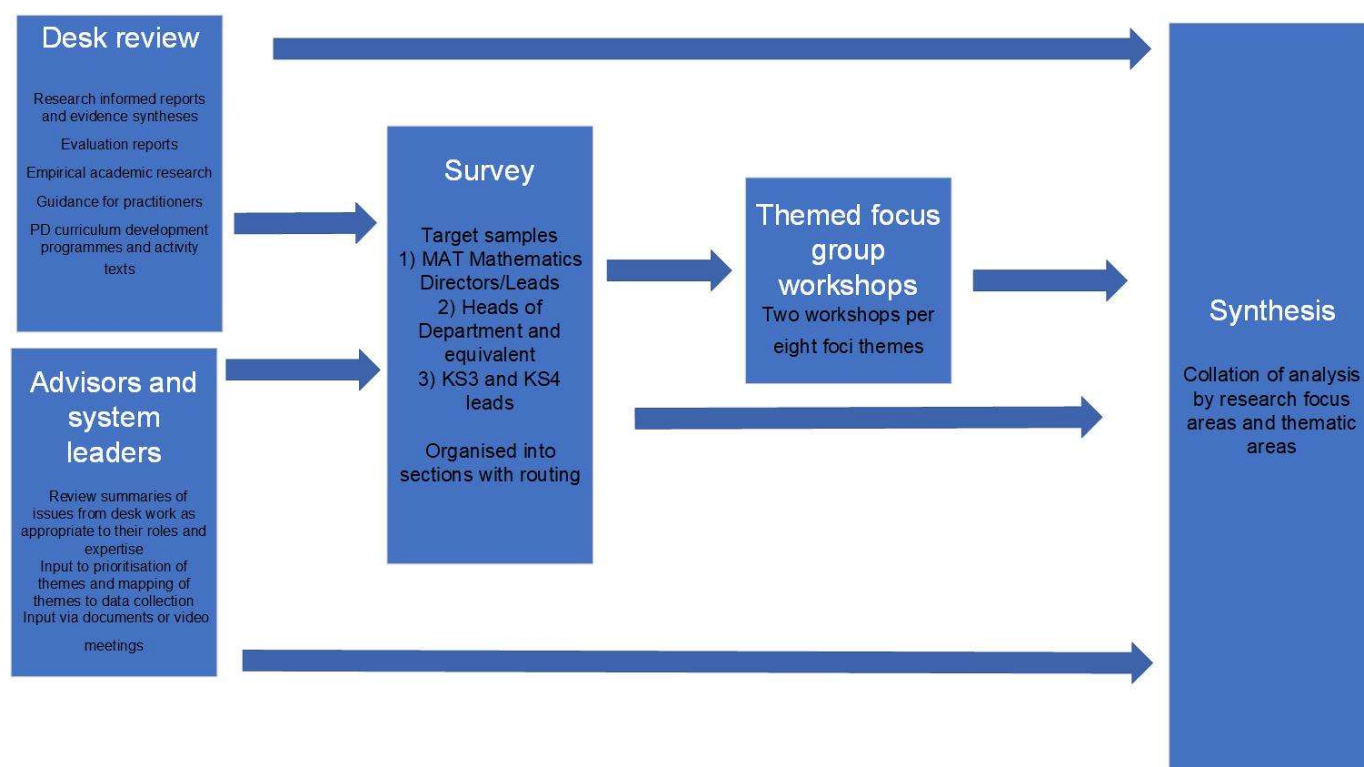 Desk review
Research informed reports
and evidence syntheses
Evaluation reports
Empirical academic research
Guidance for practitioners
PD curriculum development
programmes and activity
texts
Advisors and
system
leaders
Review summaries of
issues from desk work as
appropriate to their roles and
expertise
Input to prioritisation of
themes and mapping of
themes to data collection
Input via documents or video
meetings
Survey
Target samples
1) MAT Mathematics
Directors/Leads
2) Heads of
Department and
equivalent
3) KS3 and KS4
leads
Organised into
sections with routing
Themed focus
group
workshops
Two workshops per
eight foci themes
Synthesis
Collation of analysis
by research focus
areas and thematic
areas